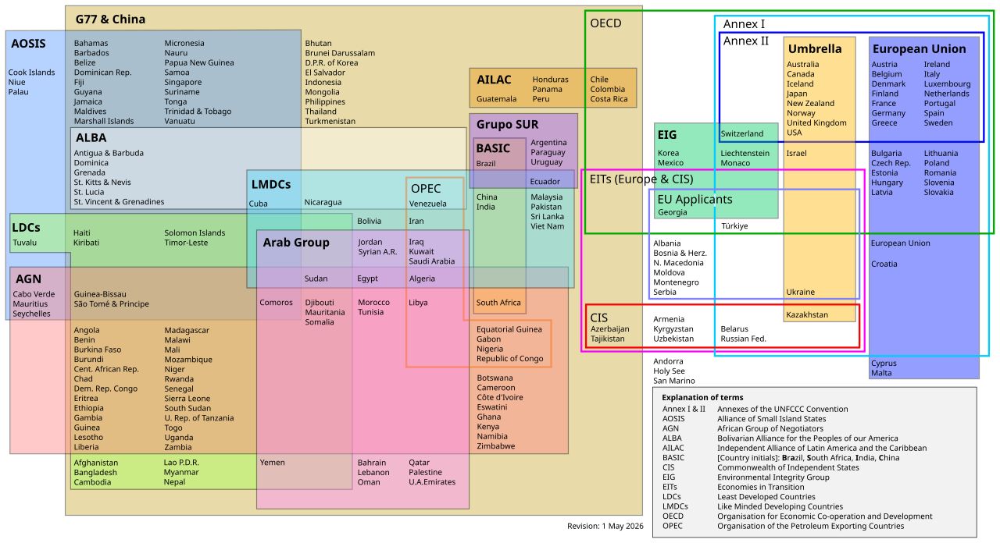 G77 & China
OECD
Annex I
Annex II
AOSIS
Cook Islands
Niue
Palau
Bahamas
Barbados
Belize
Dominican Rep.
Fiji
Guyana
Jamaica
Maldives
Marshall Islands
Micronesia
Nauru
Papua New Guinea
Samoa
Singapore
Suriname
Tonga
Trinidad & Tobago
Vanuatu
Bhutan
Brunei Darussalam
D.P.R. of Korea
El Salvador
Indonesia
Mongolia
Philippines
Thailand
Turkmenistan
AILAC
Guatemala
Honduras
Panama
Peru
Chile
Colombia
Costa Rica
Umbrella
Australia
Canada
Iceland
Japan
New Zealand
Norway
United Kingdom
USA
Israel
Ukraine
Kazakhstan
European Union
Austria
Belgium
Denmark
Finland
France
Germany
Greece
Ireland
Italy
Luxembourg
Netherlands
Portugal
Spain
Sweden
Bulgaria
Czech Rep.
Estonia
Hungary
Latvia
Lithuania
Poland
Romania
Slovenia
Slovakia
European Union
Croatia
Cyprus
Malta
ALBA
Antigua & Barbuda
Dominica
Grenada
St. Kitts & Nevis
St. Lucia
St. Vincent & Grenadines
Grupo SUR
BASIC
Brazil
Argentina
Paraguay
Uruguay
Ecuador
China
India
Malaysia
Pakistan
Sri Lanka
Viet Nam
EIG
Switzerland
Korea
Mexico
Liechtenstein
Monaco
EITs (Europe & CIS)
EU Applicants
Georgia
Türkiye
Albania
Bosnia & Herz.
N. Macedonia
Moldova
Montenegro
Serbia
LMDCs
Cuba
Nicaragua
OPEC
Venezuela
Bolivia
Iran
LDCs
Tuvalu
Haiti
Kiribati
Solomon Islands
Timor-Leste
Arab Group
Jordan
Syrian A.R.
Iraq
Kuwait
Saudi Arabia
Sudan
Egypt
Algeria
AGN
Cabo Verde
Mauritius
Seychelles
Guinea-Bissau
São Tomé & Principe
Comoros
Djibouti
Mauritania
Somalia
Morocco
Tunisia
Libya
South Africa
CIS
Azerbaijan
Tajikistan
Armenia
Kyrgyzstan
Uzbekistan
Belarus
Russian Fed.
Angola
Benin
Burkina Faso
Burundi
Cent. African Rep.
Chad
Dem. Rep. Congo
Eritrea
Ethiopia
Gambia
Guinea
Lesotho
Liberia
Madagascar
Malawi
Mali
Mozambique
Niger
Rwanda
Senegal
Sierra Leone
South Sudan
U. Rep. of Tanzania
Togo
Uganda
Zambia
Equatorial Guinea
Gabon
Nigeria
Republic of Congo
Botswana
Cameroon
Côte d'Ivoire
Eswatini
Ghana
Kenya
Namibia
Zimbabwe
Andorra
Holy See
San Marino
Afghanistan
Bangladesh
Cambodia
Lao P.D.R.
Myanmar
Nepal
Yemen
Bahrain
Lebanon
Oman
Qatar
Palestine
U.A.Emirates
Explanation of terms
Annex I & II Annexes of the UNFCCC Convention
AOSIS Alliance of Small Island States
AGN African Group of Negotiators
ALBA Bolivarian Alliance for the Peoples of our America
AILAC Independent Alliance of Latin America and the Caribbean
BASIC [Country initials]: Brazil, South Africa, India, China
CIS Commonwealth of Independent States
EIG Environmental Integrity Group
EITs Economies in Transition
LDCs Least Developed Countries
LMDCs Like Minded Developing Countries
OECD Organisation for Economic Co-operation and Development
OPEC Organisation of the Petroleum Exporting Countries
Revision: 1 May 2026